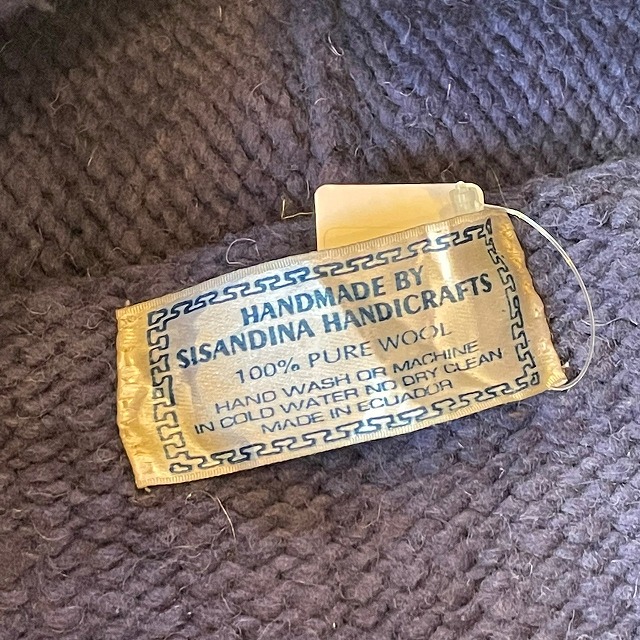 HANDMADE BY
SISANDINA HANDICRAFTS
100% PURE WOOL
HAND WASH OR MACHINE
IN COLD WATER NO DRY CLEAN
MADE IN ECUADOR